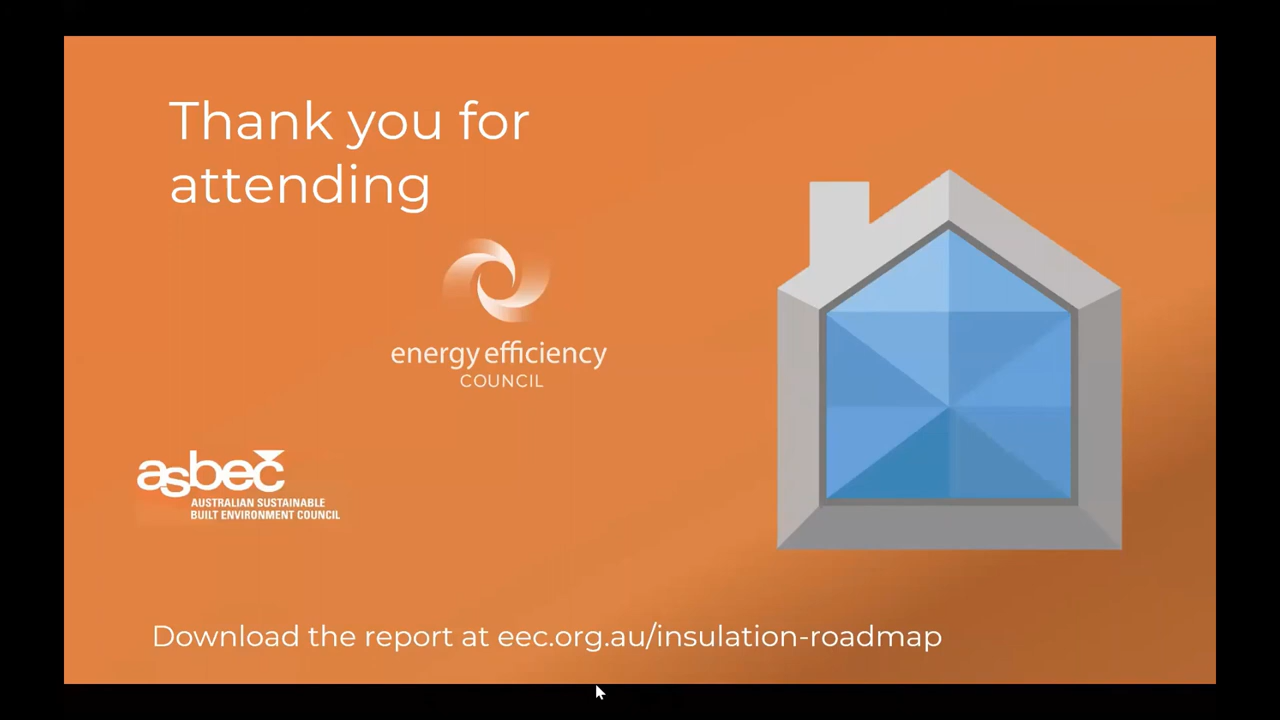 Thank you for
attending
energy efficiency
COUNCIL
asbec
AUSTRALIAN SUSTAINABLE
BUILT ENVIRONMENT COUNCIL
Download the report at eec.org.au/insulation-roadmap